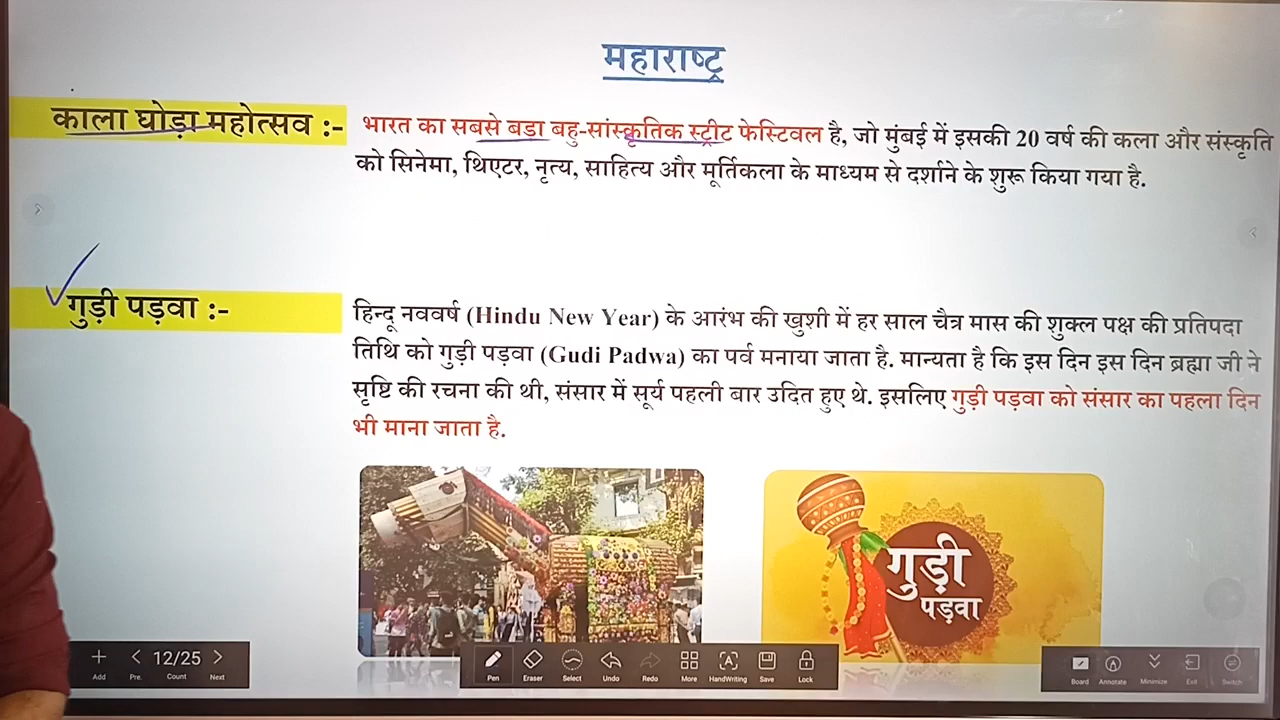 महाराष्ट्र
काला घोड़ा महोत्सव :-
भारत का सबसे बडा बहु-सांस्कृतिक स्ट्रीट फेस्टिवल है, जो मुंबई में इसकी 20 वर्ष की कला और संस्कृति
को सिनेमा, थिएटर, नृत्य, साहित्य और मूर्तिकला के माध्यम से दर्शाने के शुरू किया गया है.
गुड़ी पड़वा :-
हिन्दू नववर्ष (Hindu New Year) के आरंभ की खुशी में हर साल चैत्र मास की शुक्ल पक्ष की प्रतिपदा
तिथि को गुड़ी पड़वा (Gudi Padwa) का पर्व मनाया जाता है. मान्यता है कि इस दिन इस दिन ब्रह्मा जी ने
सृष्टि की रचना की थी, संसार में सूर्य पहली बार उदित हुए थे. इसलिए गुड़ी पड़वा को संसार का पहला दिन
भी माना जाता है.
गुड़ी
पड़वा
12/25
Add Pre. Count Next
Pen Eraser Select Undo Redo More HandWriting Save Lock
Board Annotate Minimize Exit Switch